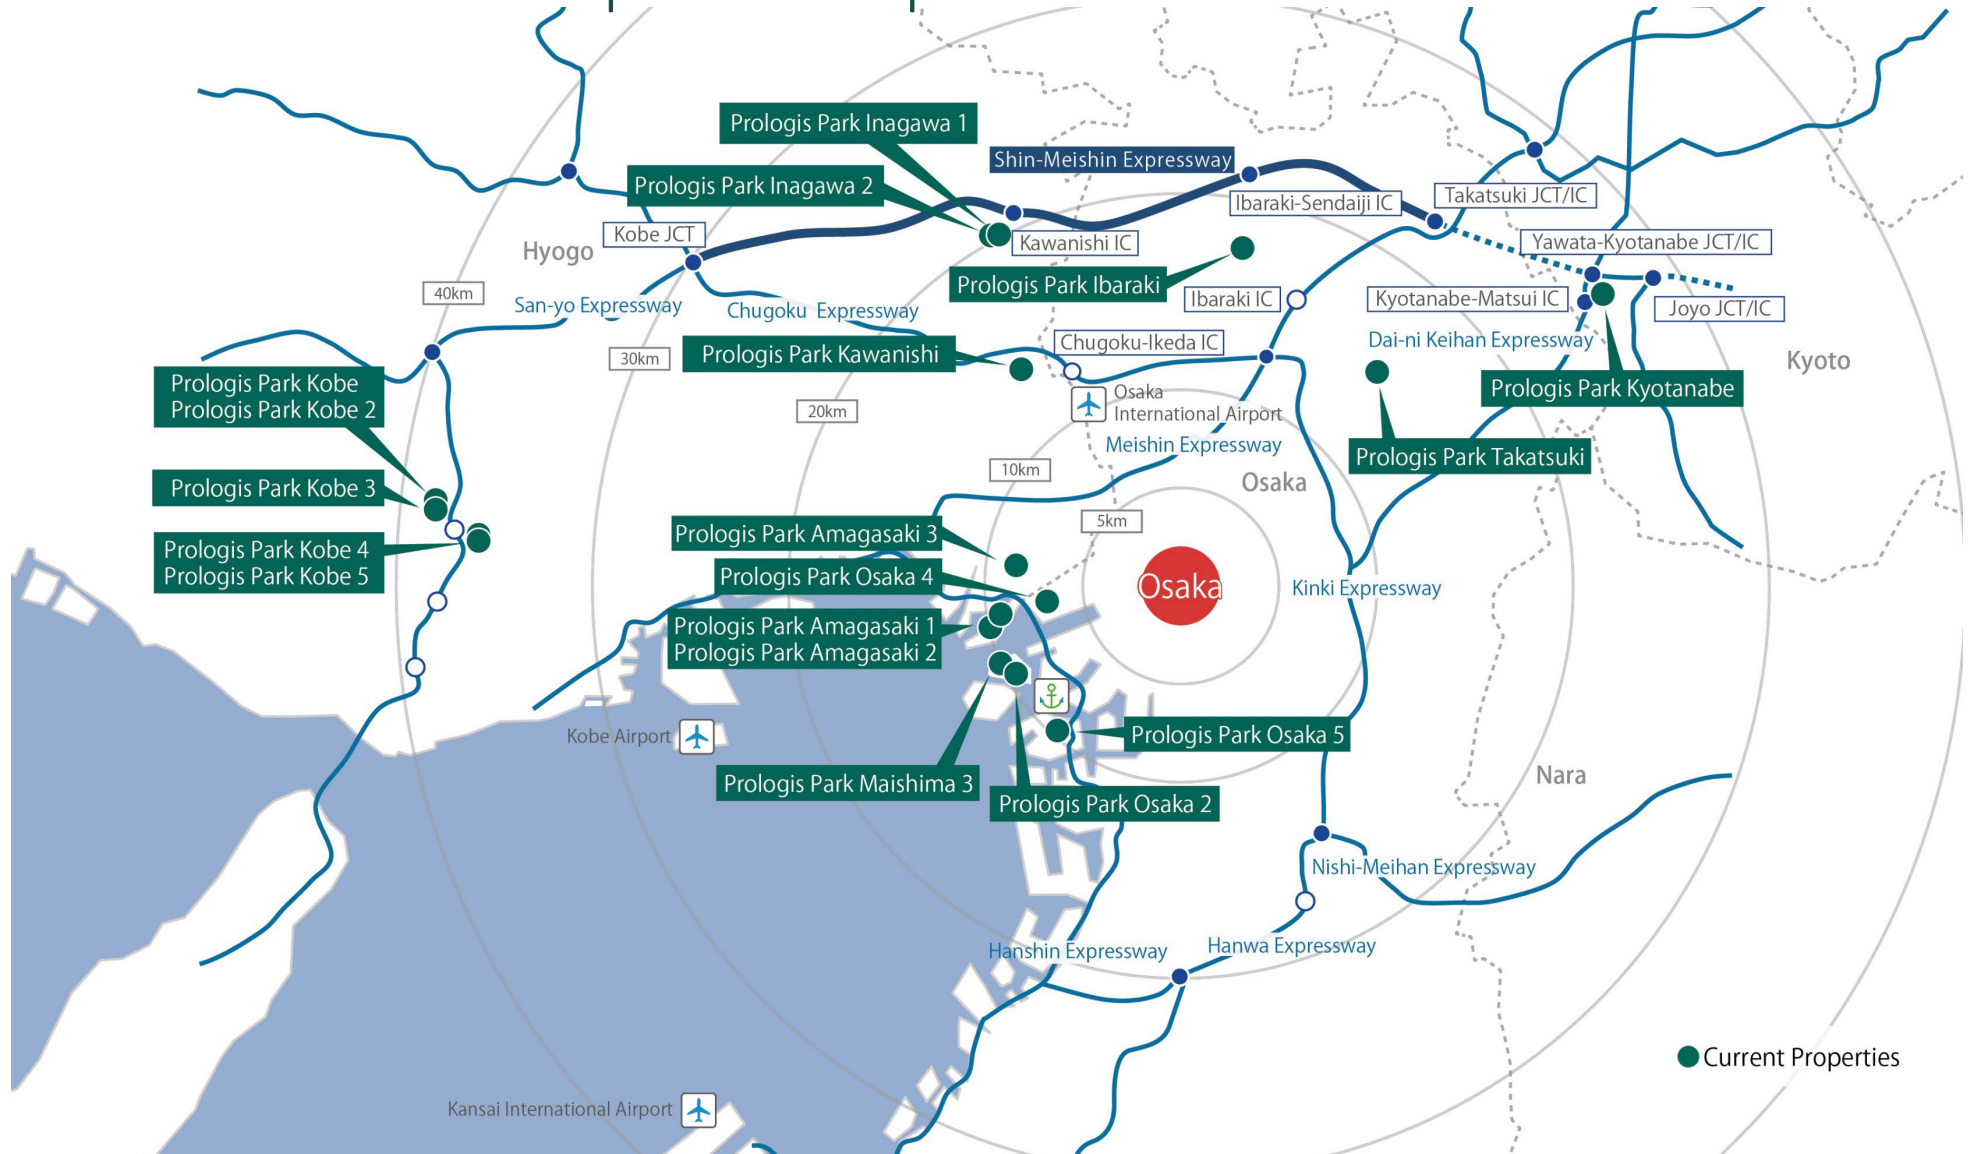 Prologis Park Inagawa 1
Shin-Meishin Expressway
Prologis Park Inagawa 2
Ibaraki-Sendaiji IC
Takatsuki JCT/IC
Kobe JCT
Hyogo
Kawanishi IC
Yawata-Kyotanabe JCT/IC
Prologis Park Ibaraki
40km
San-yo Expressway
Chugoku Expressway
Ibaraki IC
Kyotanabe-Matsui IC
Joyo JCT/IC
Dai-ni Keihan Expressway
Chugoku-Ikeda IC
30km
Prologis Park Kawanishi
Kyoto
Prologis Park Kobe
Prologis Park Kobe 2
20km
Osaka
International Airport
Prologis Park Kyotanabe
Meishin Expressway
Prologis Park Takatsuki
10km
Osaka
Prologis Park Kobe 3
5km
Prologis Park Amagasaki 3
Prologis Park Kobe 4
Prologis Park Kobe 5
Prologis Park Osaka 4
Osaka
Kinki Expressway
Prologis Park Amagasaki 1
Prologis Park Amagasaki 2
Kobe Airport
Prologis Park Osaka 5
Prologis Park Maishima 3
Prologis Park Osaka 2
Nara
Nishi-Meihan Expressway
Hanshin Expressway
Hanwa Expressway
Current Properties
Kansai International Airport